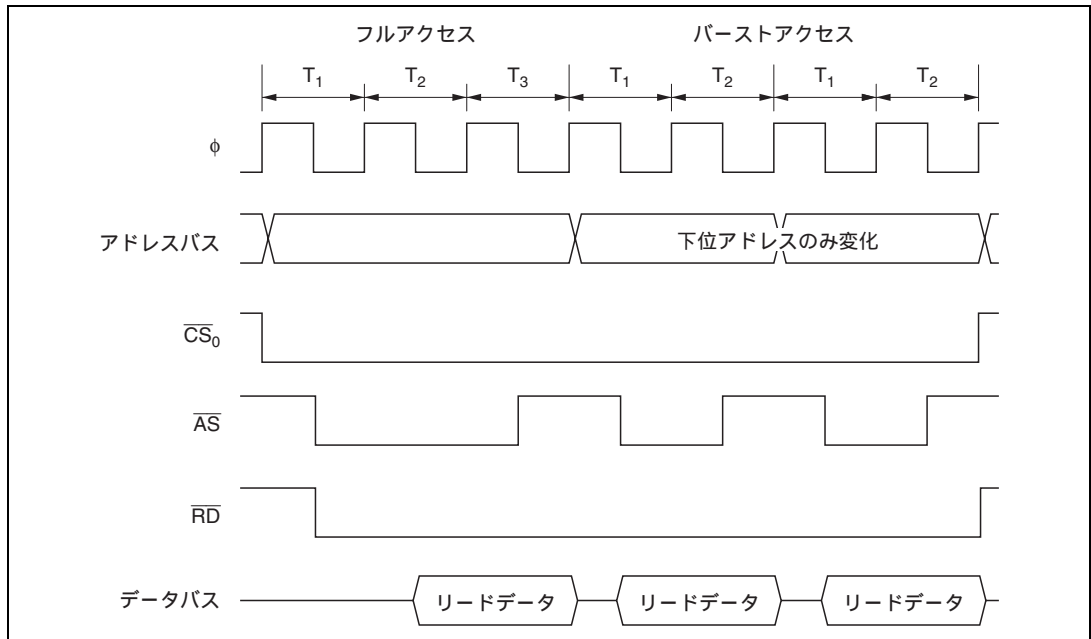 フルアクセス バーストアクセス
T1 T2 T3 T1 T2 T1 T2
φ
アドレスバス 下位アドレスのみ変化
CS0
AS
RD
データバス リードデータ リードデータ リードデータ